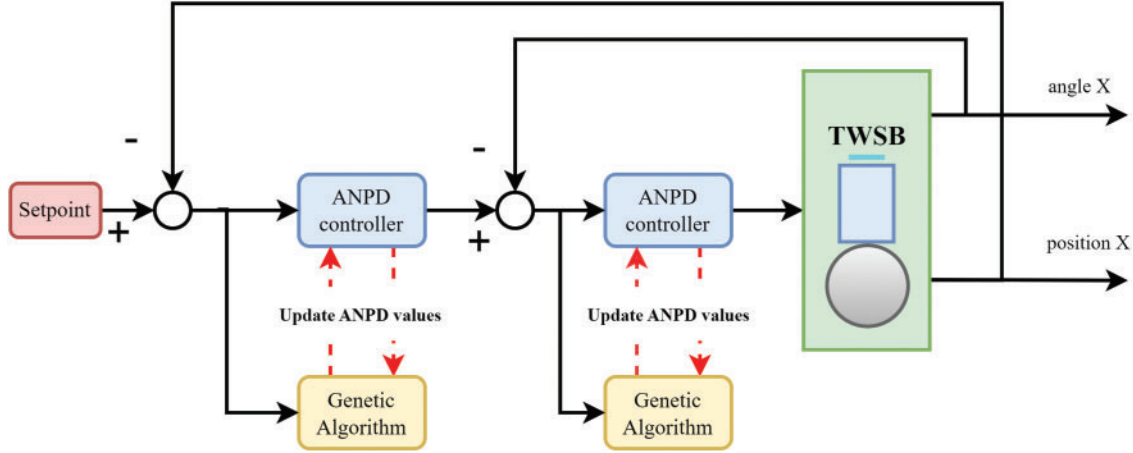 angle X
TWSB
-
-
Setpoint
+
ANPD
controller
+
ANPD
controller
position X
Update ANPD values
Update ANPD values
Genetic
Algorithm
Genetic
Algorithm